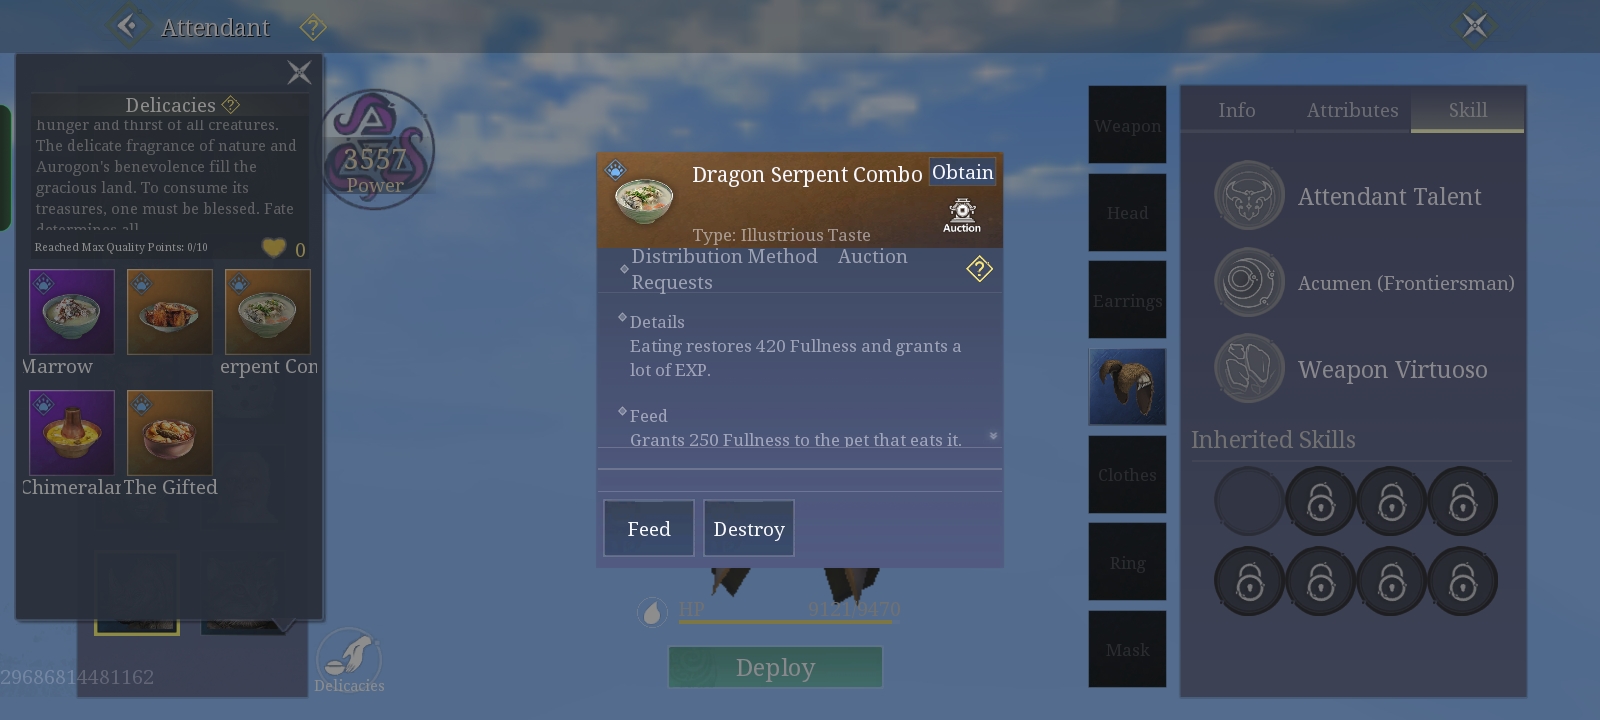 Attendant
Delicacies
hunger and thirst of all creatures.
The delicate fragrance of nature and
Aurogon's benevolence fill the
gracious land. To consume its
treasures, one must be blessed. Fate
determines all
Reached Max Quality Points: 0/10
0
Marrow
erpent Con
Chimeralar
The Gifted
3557
Power
Dragon Serpent Combo
Obtain
Auction
Type: Illustrious Taste
Distribution Method Auction
Requests
Details
Eating restores 420 Fullness and grants a
lot of EXP.
Feed
Grants 250 Fullness to the pet that eats it.
Feed
Destroy
HP 9121/9470
Deploy
Delicacies
29686814481162
Weapon
Head
Earrings
Clothes
Ring
Mask
Info
Attributes
Skill
Attendant Talent
Acumen (Frontiersman)
Weapon Virtuoso
Inherited Skills